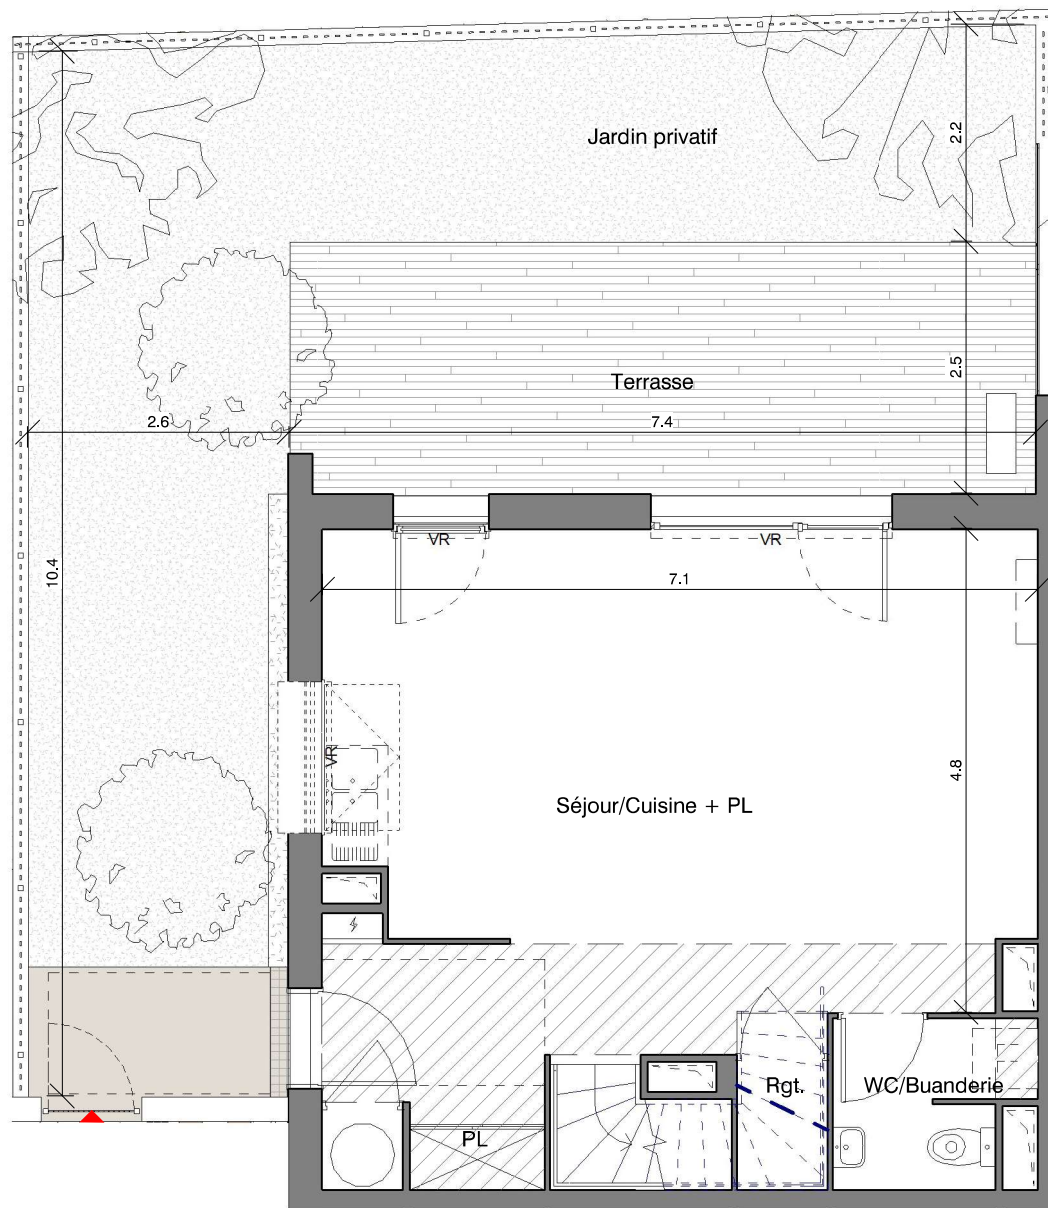 Jardin privatif
2.2
Terrasse
2.5
2.6
7.4
10.4
VR
VR
7.1
VR
4.8
Séjour/Cuisine + PL
Rgt.
WC/Buanderie
PL